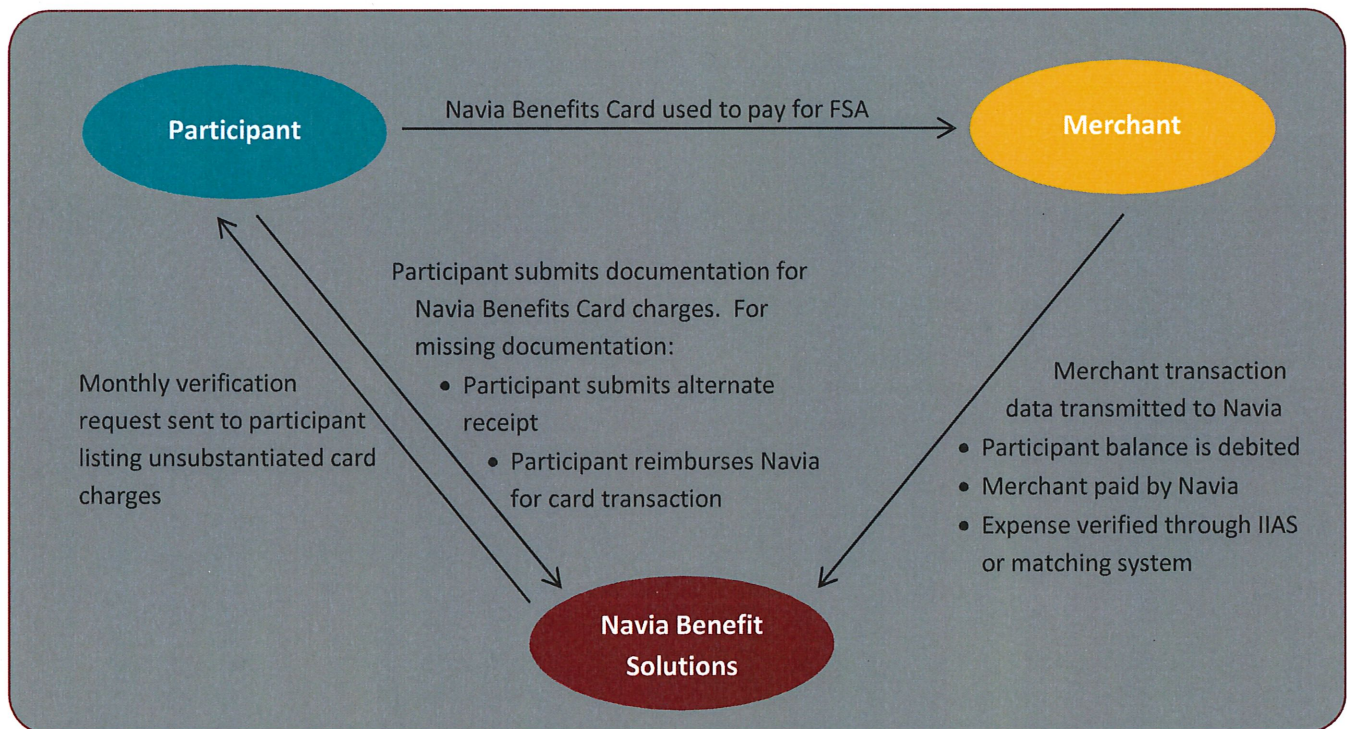 Participant
Navia Benefits Card used to pay for FSA
Merchant
Participant submits documentation for
Navia Benefits Card charges.  For
missing documentation:
• Participant submits alternate
receipt
• Participant reimburses Navia
for card transaction
Monthly verification
request sent to participant
listing unsubstantiated card
charges
Merchant transaction
data transmitted to Navia
• Participant balance is debited
• Merchant paid by Navia
• Expense verified through IIAS
or matching system
Navia Benefit
Solutions